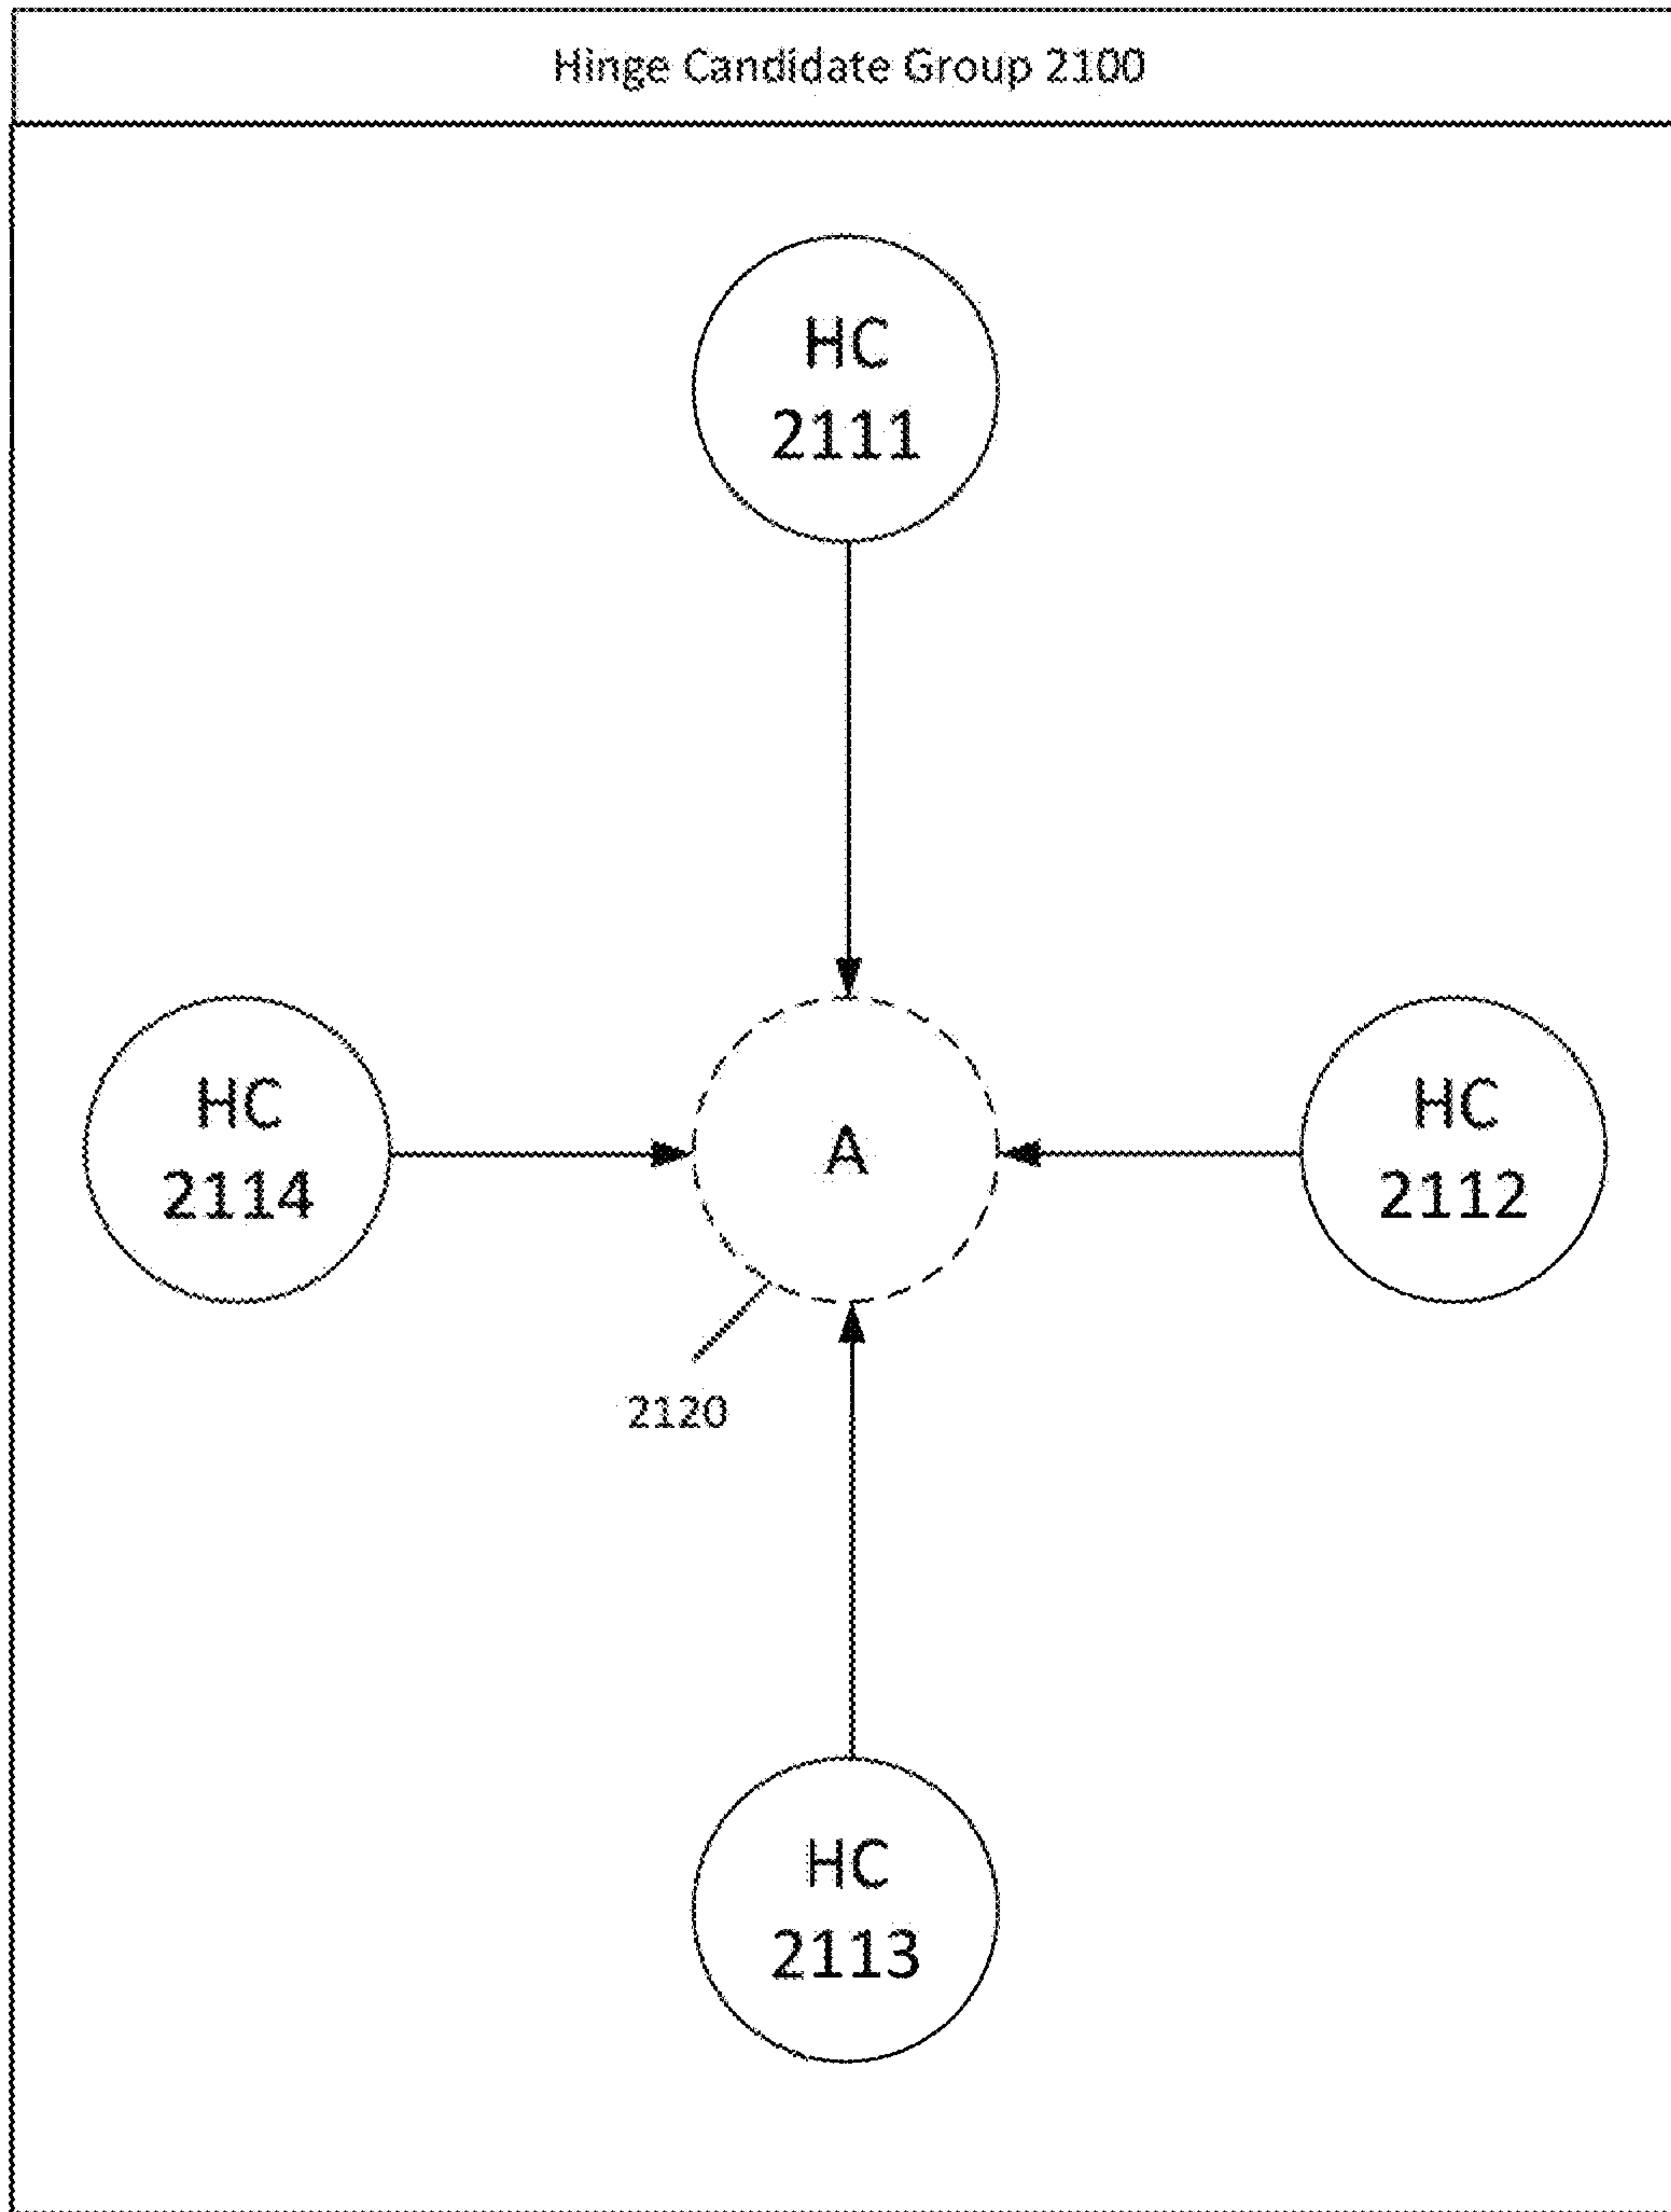 Hinge Candidate Group 2100
HC
2111
HC
2114
A
HC
2112
2120
HC
2113